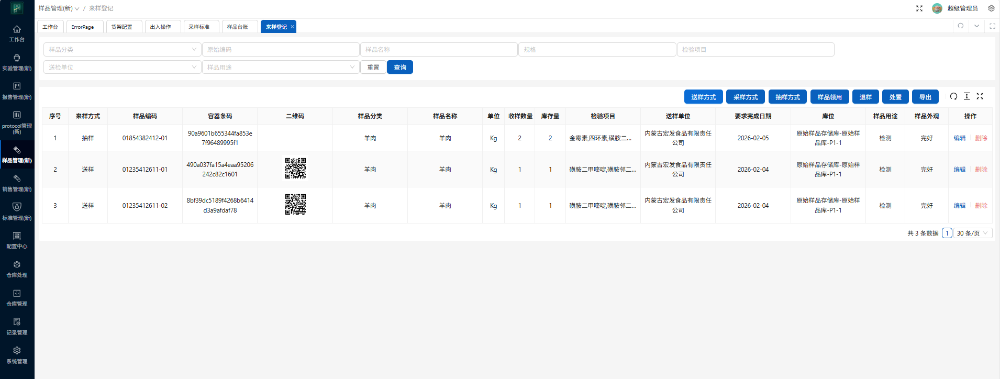 样品管理(新) / 来样登记
超级管理员
工作台 ErrorPage 货架配置 出入操作 来样标准 样品台账 来样登记 ×
工作台
实验管理(新)
报告管理(新)
protocol管理
(新)
样品管理(新)
销售管理(新)
标准管理(新)
配置中心
仓库处理
仓库管理
记录管理
系统管理
样品分类 原始编码 样品名称 规格 检验项目
送检单位 样品用途 重置 查询
送样方式 采样方式 抽样方式 样品领用 退样 处置 导出
序号 来样方式 样品编码 容器条码 二维码 样品分类 样品名称 单位 收样数量 库存量 检验项目 送样单位 要求完成日期 库位 样品用途 样品外观 操作
1 抽样 01854382412-01 90a9601b655344fa853e
7f96489995f1 羊肉 羊肉 Kg 2 2 金霉素,四环素,磺胺二... 内蒙古宏发食品有限责任
公司 2026-02-05 原始样品存储库-原始样
品库-P1-1 检测 完好 编辑 删除
2 送样 01235412611-01 490a037fa15a4eaa95206
242c82c1601 羊肉 羊肉 Kg 1 1 磺胺二甲嘧啶,磺胺邻二... 内蒙古宏发食品有限责任
公司 2026-02-04 原始样品存储库-原始样
品库-P1-1 检测 完好 编辑 删除
3 送样 01235412611-02 8bf39dc5189f4268b6414
d3a9afdaf78 羊肉 羊肉 Kg 1 1 磺胺二甲嘧啶,磺胺邻二... 内蒙古宏发食品有限责任
公司 2026-02-04 原始样品存储库-原始样
品库-P1-1 检测 完好 编辑 删除
共 3 条数据 1 30 条/页